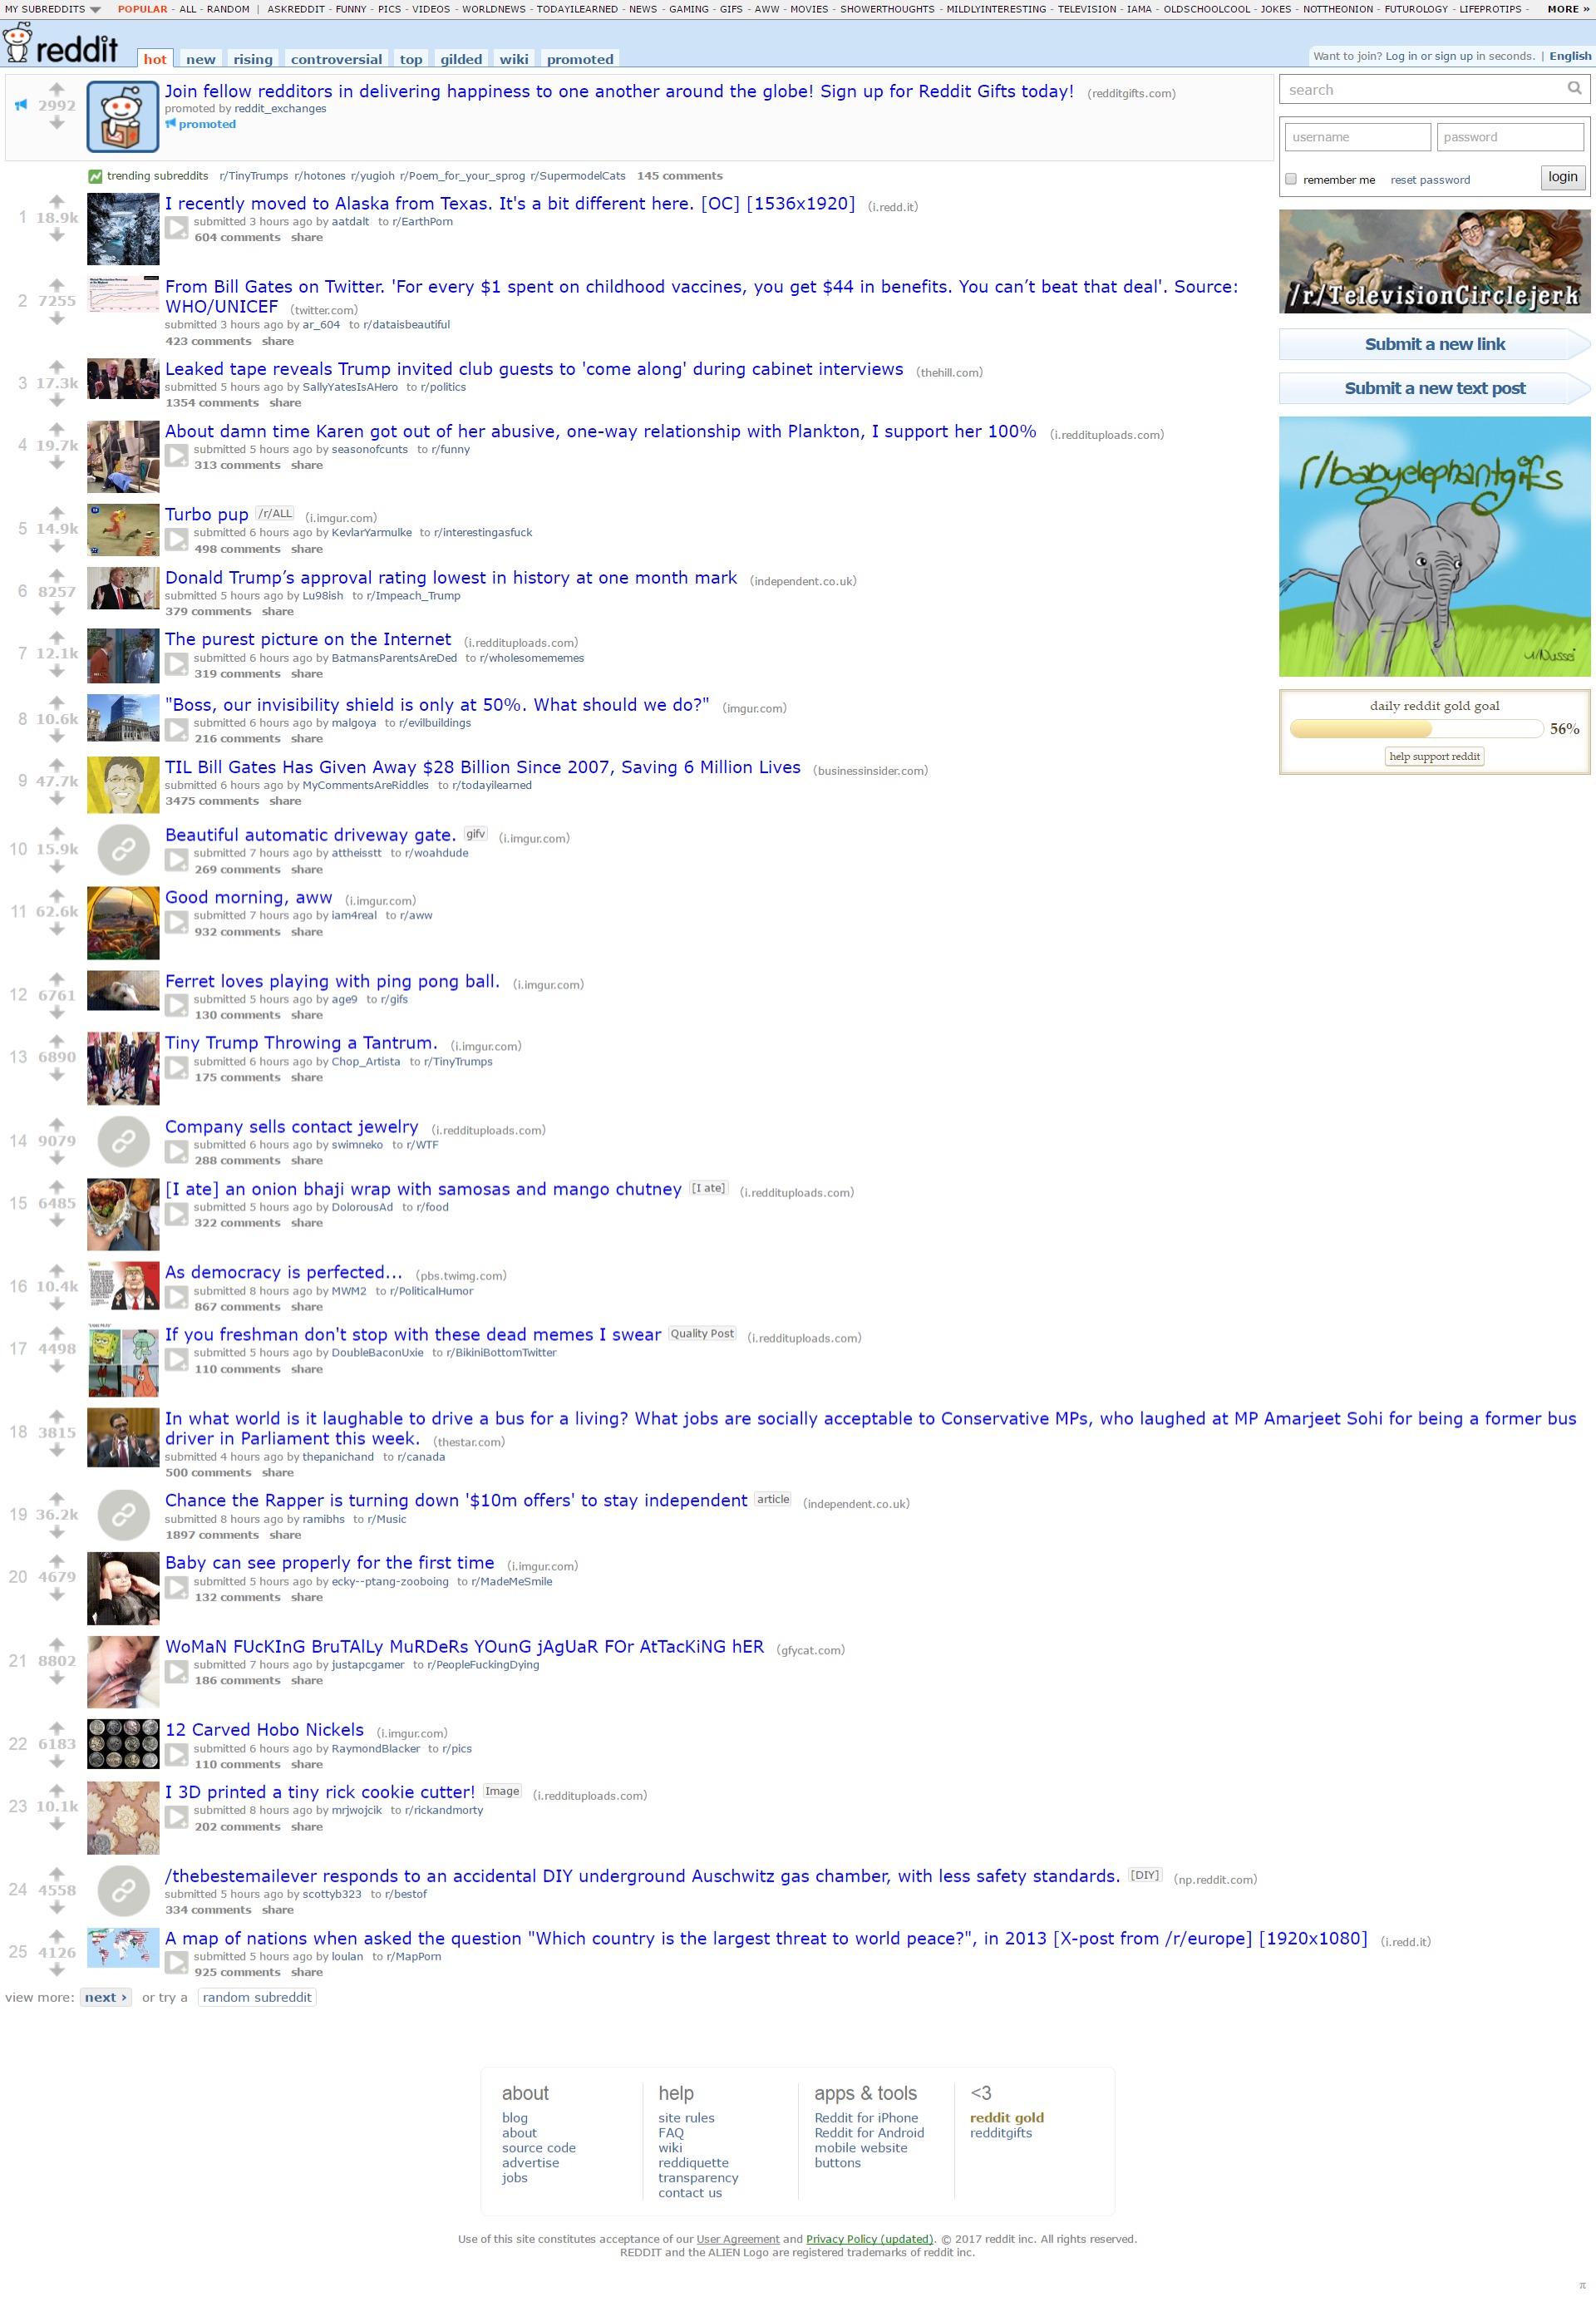 MY SUBREDDITS POPULAR - ALL - RANDOM | ASKREDDIT - FUNNY - PICS - VIDEOS - WORLDNEWS - TODAYILEARNED - NEWS - GAMING - GIFS - AWW - MOVIES - SHOWERTHOUGHTS - MILDLYINTERESTING - TELEVISION - IAMA - OLDSCHOOLCOOL - JOKES - NOTTHEONION - FUTUROLOGY - LIFEPROTIPS - MORE »
reddit hot new rising controversial top gilded wiki promoted Want to join? Log in or sign up in seconds. | English
2992
Join fellow redditors in delivering happiness to one another around the globe! Sign up for Reddit Gifts today! (redditgifts.com)
promoted by reddit_exchanges
promoted
trending subreddits r/TinyTrumps r/hotones r/yugioh r/Poem_for_your_sprog r/SupermodelCats 145 comments
1 18.9k
I recently moved to Alaska from Texas. It's a bit different here. [OC] [1536x1920] (i.redd.it)
submitted 3 hours ago by aatdalt to r/EarthPorn
604 comments share
2 7255
From Bill Gates on Twitter. 'For every $1 spent on childhood vaccines, you get $44 in benefits. You can’t beat that deal'. Source:
WHO/UNICEF (twitter.com)
submitted 3 hours ago by ar_604 to r/dataisbeautiful
423 comments share
3 17.3k
Leaked tape reveals Trump invited club guests to 'come along' during cabinet interviews (thehill.com)
submitted 5 hours ago by SallyYatesIsAHero to r/politics
1354 comments share
4 19.7k
About damn time Karen got out of her abusive, one-way relationship with Plankton, I support her 100% (i.reddituploads.com)
submitted 5 hours ago by seasonofcunts to r/funny
313 comments share
5 14.9k
Turbo pup /r/ALL (i.imgur.com)
submitted 6 hours ago by KevlarYarmulke to r/interestingasfuck
498 comments share
6 8257
Donald Trump’s approval rating lowest in history at one month mark (independent.co.uk)
submitted 5 hours ago by Lu98ish to r/Impeach_Trump
379 comments share
7 12.1k
The purest picture on the Internet (i.reddituploads.com)
submitted 6 hours ago by BatmansParentsAreDed to r/wholesomememes
319 comments share
8 10.6k
"Boss, our invisibility shield is only at 50%. What should we do?" (imgur.com)
submitted 6 hours ago by malgoya to r/evilbuildings
216 comments share
9 47.7k
TIL Bill Gates Has Given Away $28 Billion Since 2007, Saving 6 Million Lives (businessinsider.com)
submitted 6 hours ago by MyCommentsAreRiddles to r/todayilearned
3475 comments share
10 15.9k
Beautiful automatic driveway gate. gifv (i.imgur.com)
submitted 7 hours ago by attheisstt to r/woahdude
269 comments share
11 62.6k
Good morning, aww (i.imgur.com)
submitted 7 hours ago by iam4real to r/aww
932 comments share
12 6761
Ferret loves playing with ping pong ball. (i.imgur.com)
submitted 5 hours ago by age9 to r/gifs
130 comments share
13 6890
Tiny Trump Throwing a Tantrum. (i.imgur.com)
submitted 6 hours ago by Chop_Artista to r/TinyTrumps
175 comments share
14 9079
Company sells contact jewelry (i.reddituploads.com)
submitted 6 hours ago by swimneko to r/WTF
288 comments share
15 6485
[I ate] an onion bhaji wrap with samosas and mango chutney [I ate] (i.reddituploads.com)
submitted 5 hours ago by DolorousAd to r/food
322 comments share
16 10.4k
As democracy is perfected... (pbs.twimg.com)
submitted 8 hours ago by MWM2 to r/PoliticalHumor
867 comments share
17 4498
If you freshman don't stop with these dead memes I swear Quality Post (i.reddituploads.com)
submitted 5 hours ago by DoubleBaconUxie to r/BikiniBottomTwitter
110 comments share
18 3815
In what world is it laughable to drive a bus for a living? What jobs are socially acceptable to Conservative MPs, who laughed at MP Amarjeet Sohi for being a former bus
driver in Parliament this week. (thestar.com)
submitted 4 hours ago by thepanichand to r/canada
500 comments share
19 36.2k
Chance the Rapper is turning down '$10m offers' to stay independent article (independent.co.uk)
submitted 8 hours ago by ramibhs to r/Music
1897 comments share
20 4679
Baby can see properly for the first time (i.imgur.com)
submitted 5 hours ago by ecky--ptang-zooboing to r/MadeMeSmile
132 comments share
21 8802
WoMaN FUcKInG BruTAlLy MuRDeRs YOunG jAgUaR FOr AtTacKiNG hER (gfycat.com)
submitted 7 hours ago by justapcgamer to r/PeopleFuckingDying
186 comments share
22 6183
12 Carved Hobo Nickels (i.imgur.com)
submitted 6 hours ago by RaymondBlacker to r/pics
110 comments share
23 10.1k
I 3D printed a tiny rick cookie cutter! Image (i.reddituploads.com)
submitted 8 hours ago by mrjwojcik to r/rickandmorty
202 comments share
24 4558
/thebestemailever responds to an accidental DIY underground Auschwitz gas chamber, with less safety standards. [DIY] (np.reddit.com)
submitted 5 hours ago by scottyb323 to r/bestof
334 comments share
25 4126
A map of nations when asked the question "Which country is the largest threat to world peace?", in 2013 [X-post from /r/europe] [1920x1080] (i.redd.it)
submitted 5 hours ago by loulan to r/MapPorn
925 comments share
view more: next › or try a random subreddit
search
username password
remember me reset password login
/r/TelevisionCirclejerk
Submit a new link
Submit a new text post
r/babyelephantgifs
u/Nussei
daily reddit gold goal
56%
help support reddit
about
blog
about
source code
advertise
jobs
help
site rules
FAQ
wiki
reddiquette
transparency
contact us
apps & tools
Reddit for iPhone
Reddit for Android
mobile website
buttons
<3
reddit gold
redditgifts
Use of this site constitutes acceptance of our User Agreement and Privacy Policy (updated). © 2017 reddit inc. All rights reserved.
REDDIT and the ALIEN Logo are registered trademarks of reddit inc.
π